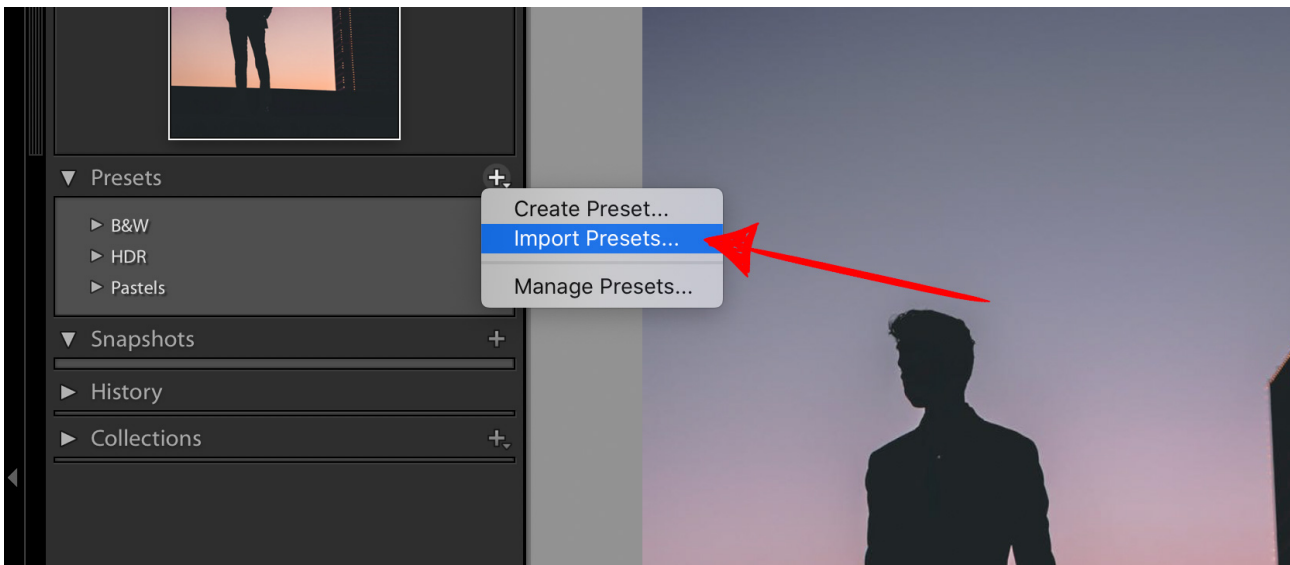 Presets
Create Preset...
B&W
Import Presets...
HDR
Pastels
Manage Presets...
Snapshots
History
Collections